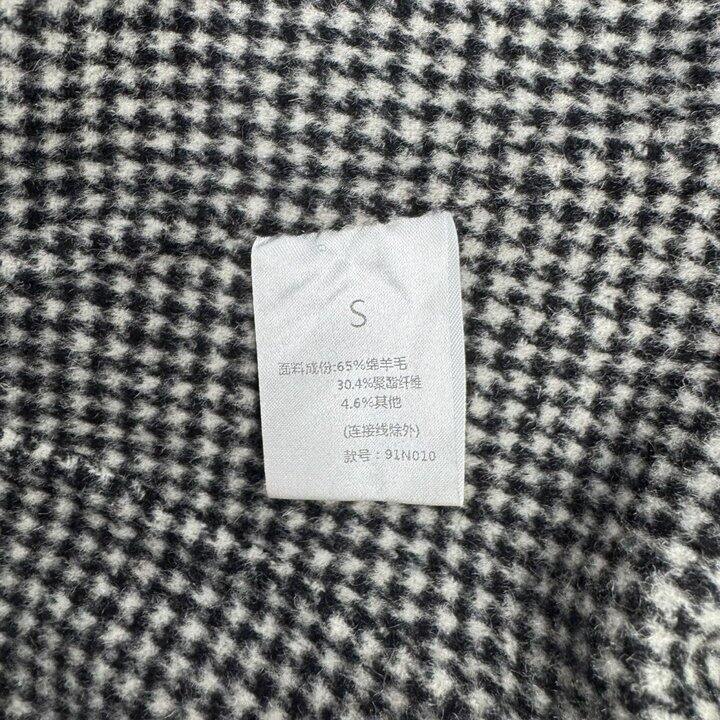 S
面料成份:65%绵羊毛
30.4%聚酯纤维
4.6%其他
(连接线除外)
款号：91N010